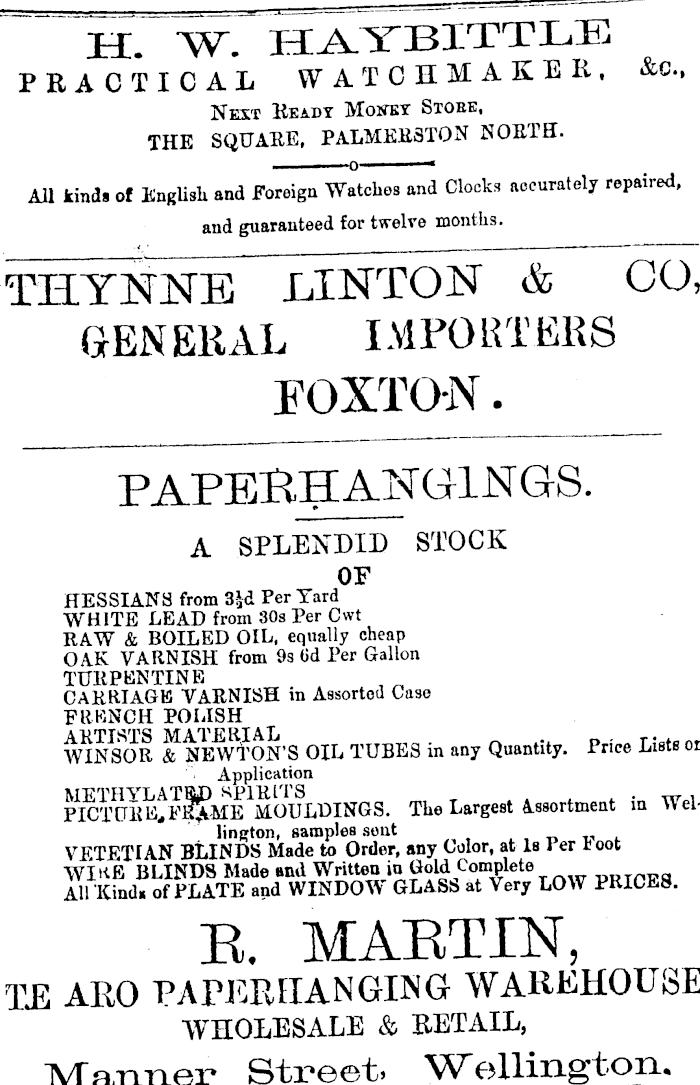 H. W. HAYBITTLE
PRACTICAL WATCHMAKER, &c.,
NEXT READY MONEY STORE,
THE SQUARE, PALMERSTON NORTH.
All kinds of English and Foreign Watches and Clocks accurately repaired,
and guaranteed for twelve months.
THYNNE LINTON & CO,
GENERAL IMPORTERS
FOXTON.
PAPERHANGINGS.
A SPLENDID STOCK
OF
HESSIANS from 3½d Per Yard
WHITE LEAD from 30s Per Cwt
RAW & BOILED OIL, equally cheap
OAK VARNISH from 9s 6d Per Gallon
TURPENTINE
CARRIAGE VARNISH in Assorted Case
FRENCH POLISH
ARTISTS MATERIAL
WINSOR & NEWTON'S OIL TUBES in any Quantity. Price Lists on
Application
METHYLATED SPIRITS
PICTURE FRAME MOULDINGS. The Largest Assortment in Wel-
lington, samples sent
VETETIAN BLINDS Made to Order, any Color, at 1s Per Foot
WIRE BLINDS Made and Written in Gold Complete
All Kinds of PLATE and WINDOW GLASS at Very LOW PRICES.
R. MARTIN,
TE ARO PAPERHANGING WAREHOUSE
WHOLESALE & RETAIL,
Manner Street, Wellington.